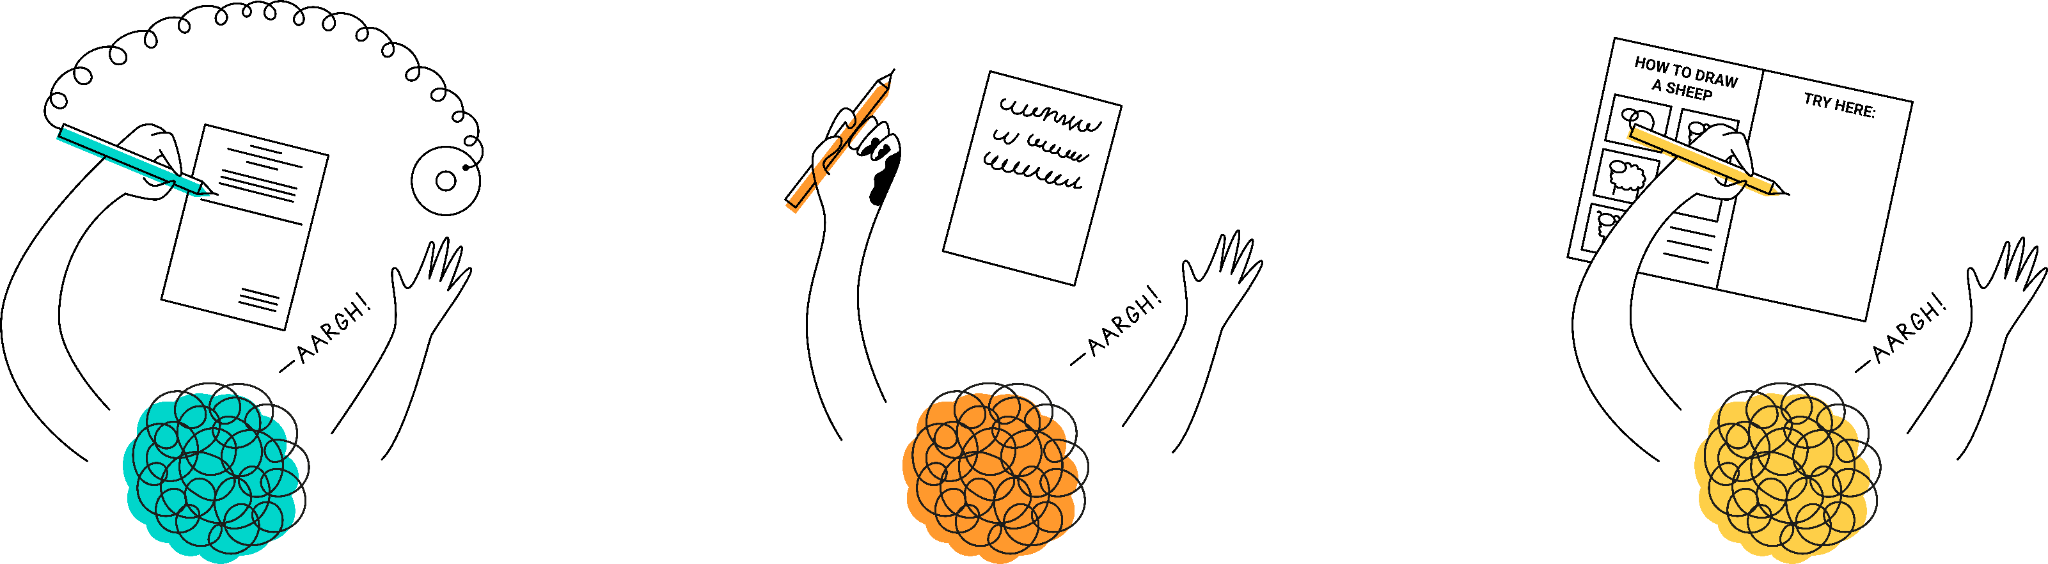 —AARGH!
—AARGH!
HOW TO DRAW
A SHEEP
TRY HERE:
—AARGH!